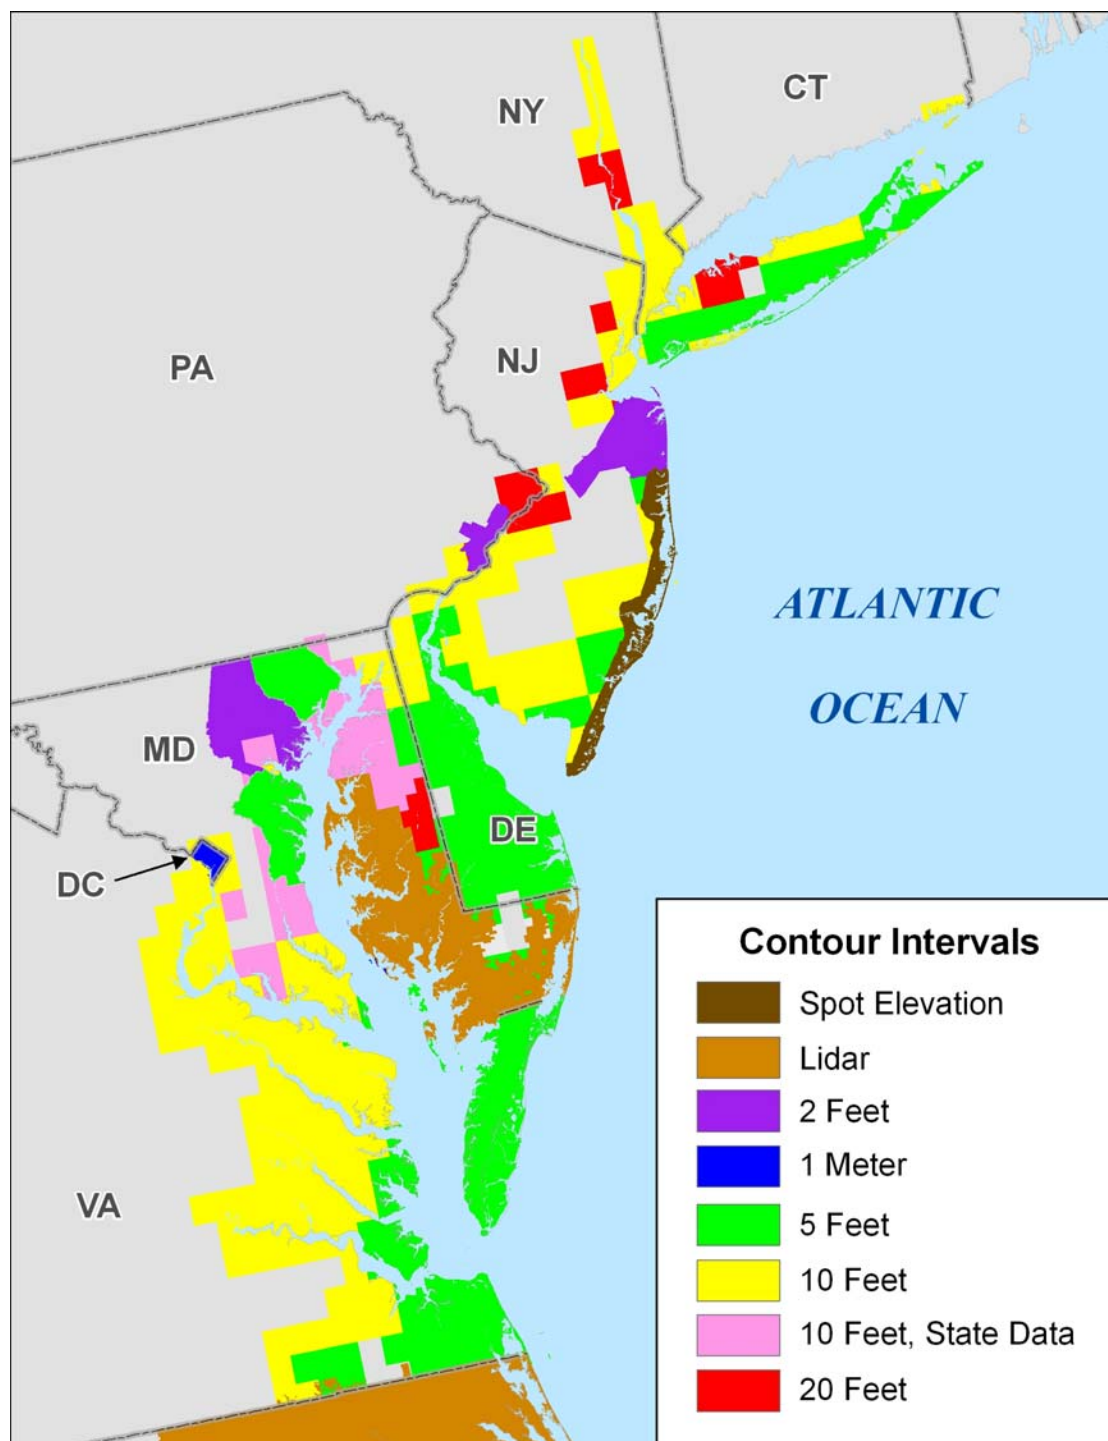 NY
CT
PA
NJ
ATLANTIC
OCEAN
MD
DE
DC
VA
Contour Intervals
Spot Elevation
Lidar
2 Feet
1 Meter
5 Feet
10 Feet
10 Feet, State Data
20 Feet